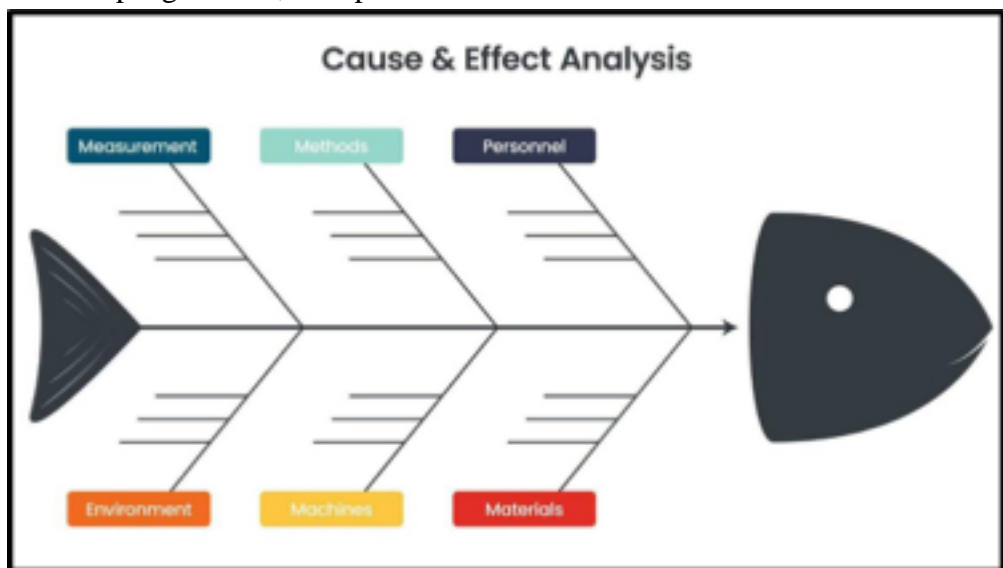 Cause & Effect Analysis
Measurement
Methods
Personnel
Environment
Machines
Materials